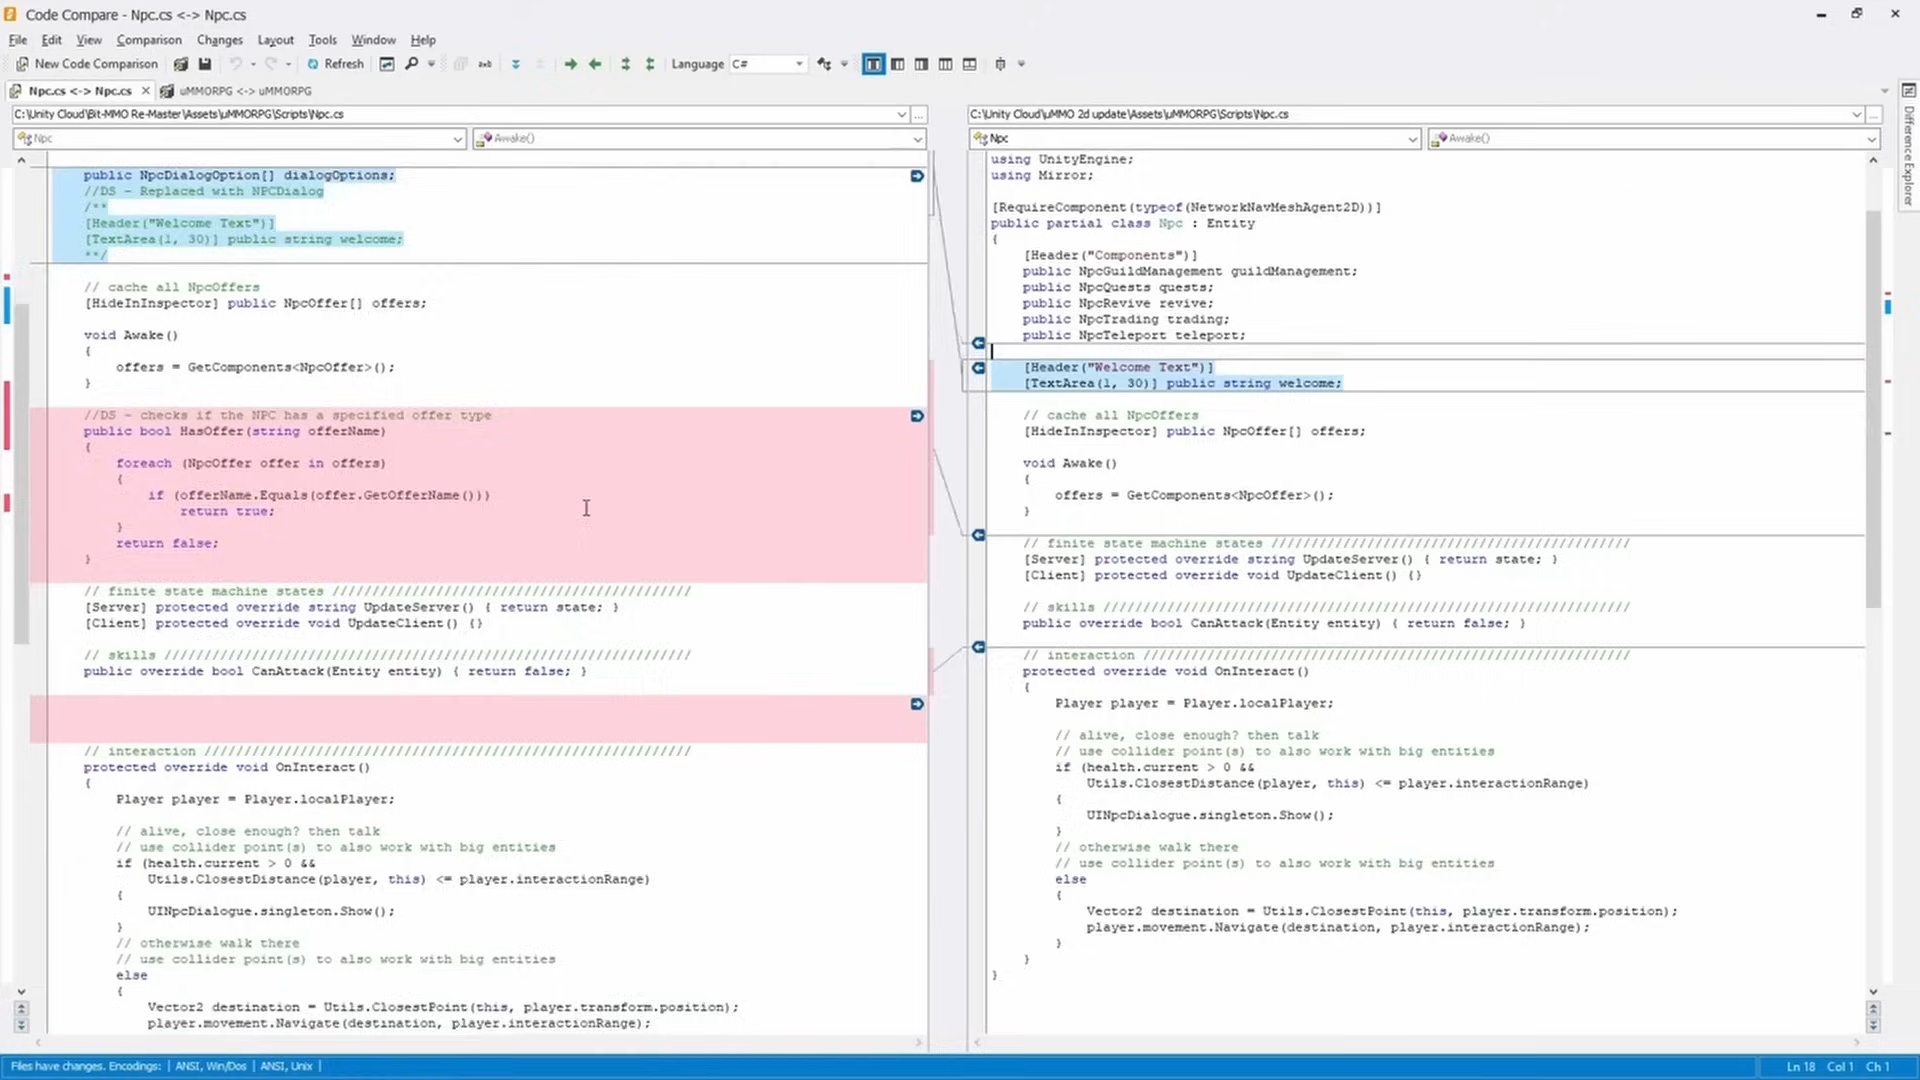 Code Compare - Npc.cs <-> Npc.cs
File Edit View Comparison Changes Layout Tools Window Help
New Code Comparison Refresh Language C#
Npc.cs <-> Npc.cs uMMORPG <-> uMMORPG
C:\Unity Cloud\Bit-MMO Re-Master\Assets\uMMORPG\Scripts\Npc.cs
Npc Awake()
public NpcDialogOption[] dialogOptions;
//DS - Replaced with NPCDialog
/**
[Header("Welcome Text")]
[TextArea(1, 30)] public string welcome;
**/
// cache all NpcOffers
[HideInInspector] public NpcOffer[] offers;
void Awake()
{
offers = GetComponents<NpcOffer>();
}
//DS - checks if the NPC has a specified offer type
public bool HasOffer(string offerName)
{
foreach (NpcOffer offer in offers)
{
if (offerName.Equals(offer.GetOfferName()))
return true;
}
return false;
}
// finite state machine states /////////////////////////////////////////////
[Server] protected override string UpdateServer() { return state; }
[Client] protected override void UpdateClient() {}
// skills //////////////////////////////////////////////////////////////////
public override bool CanAttack(Entity entity) { return false; }
// interaction /////////////////////////////////////////////////////////////
protected override void OnInteract()
{
Player player = Player.localPlayer;
// alive, close enough? then talk
// use collider point(s) to also work with big entities
if (health.current > 0 &&
Utils.ClosestDistance(player, this) <= player.interactionRange)
{
UINpcDialogue.singleton.Show();
}
// otherwise walk there
// use collider point(s) to also work with big entities
else
{
Vector2 destination = Utils.ClosestPoint(this, player.transform.position);
player.movement.Navigate(destination, player.interactionRange);
C:\Unity Cloud\uMMO 2d update\Assets\uMMORPG\Scripts\Npc.cs
Npc Awake()
using UnityEngine;
using Mirror;
[RequireComponent(typeof(NetworkNavMeshAgent2D))]
public partial class Npc : Entity
{
[Header("Components")]
public NpcGuildManagement guildManagement;
public NpcQuests quests;
public NpcRevive revive;
public NpcTrading trading;
public NpcTeleport teleport;
[Header("Welcome Text")]
[TextArea(1, 30)] public string welcome;
// cache all NpcOffers
[HideInInspector] public NpcOffer[] offers;
void Awake()
{
offers = GetComponents<NpcOffer>();
}
// finite state machine states /////////////////////////////////////////////
[Server] protected override string UpdateServer() { return state; }
[Client] protected override void UpdateClient() {}
// skills //////////////////////////////////////////////////////////////////
public override bool CanAttack(Entity entity) { return false; }
// interaction /////////////////////////////////////////////////////////////
protected override void OnInteract()
{
Player player = Player.localPlayer;
// alive, close enough? then talk
// use collider point(s) to also work with big entities
if (health.current > 0 &&
Utils.ClosestDistance(player, this) <= player.interactionRange)
{
UINpcDialogue.singleton.Show();
}
// otherwise walk there
// use collider point(s) to also work with big entities
else
{
Vector2 destination = Utils.ClosestPoint(this, player.transform.position);
player.movement.Navigate(destination, player.interactionRange);
}
}
}
Difference Explorer
Files have changes. Encodings: | ANSI, Win/Dos | ANSI, Unix |
Ln 18 Col 1 Ch 1